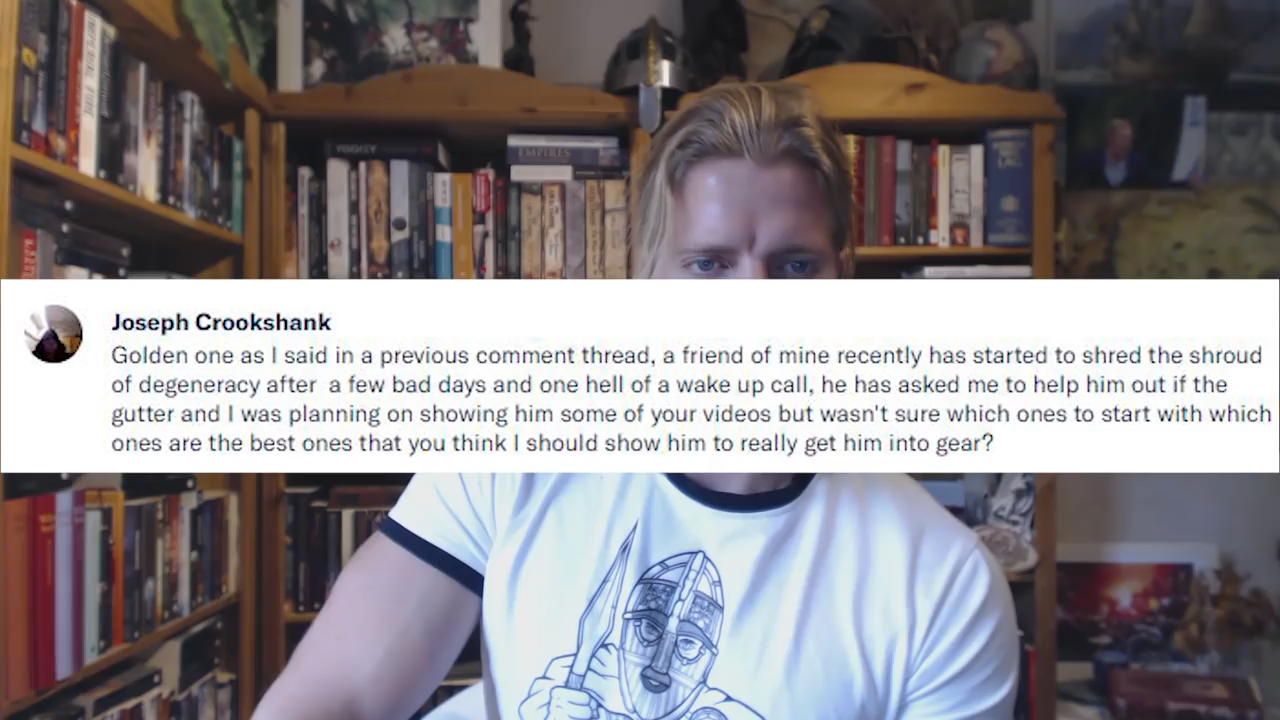 YOCKEY
EMPIRES
Joseph Crookshank
Golden one as I said in a previous comment thread, a friend of mine recently has started to shred the shroud
of degeneracy after  a few bad days and one hell of a wake up call, he has asked me to help him out if the
gutter and I was planning on showing him some of your videos but wasn't sure which ones to start with which
ones are the best ones that you think I should show him to really get him into gear?